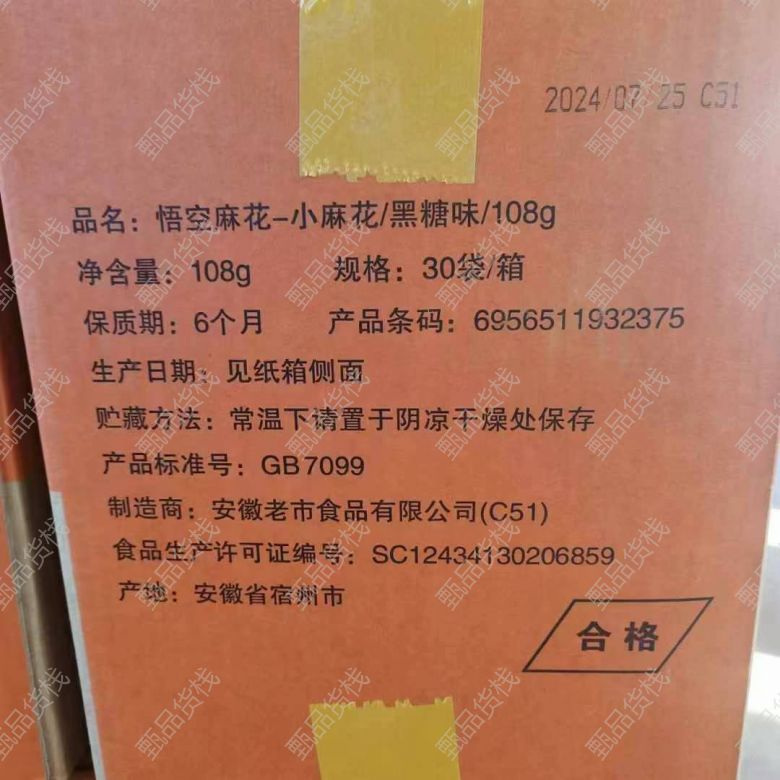 2024/07 25 C51
品名：悟空麻花-小麻花/黑糖味/108g
净含量：108g 规格：30袋/箱
保质期：6个月 产品条码：6956511932375
生产日期：见纸箱侧面
贮藏方法：常温下请置于阴凉干燥处保存
产品标准号：GB7099
制造商：安徽老市食品有限公司(C51)
食品生产许可证编号：SC12434130206859
产地：安徽省宿州市
合格
甄品货栈